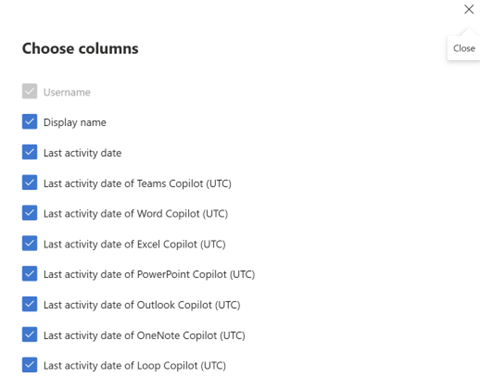 Choose columns
Close
Username
Display name
Last activity date
Last activity date of Teams Copilot (UTC)
Last activity date of Word Copilot (UTC)
Last activity date of Excel Copilot (UTC)
Last activity date of PowerPoint Copilot (UTC)
Last activity date of Outlook Copilot (UTC)
Last activity date of OneNote Copilot (UTC)
Last activity date of Loop Copilot (UTC)